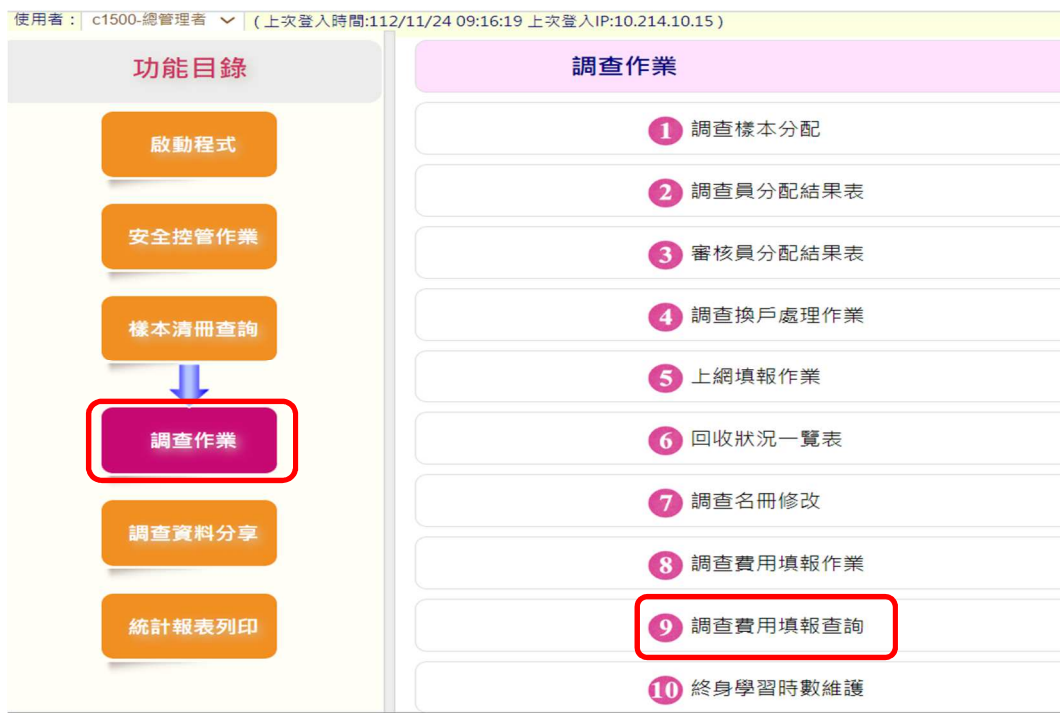 使用者： c1500-總管理者 (上次登入時間:112/11/24 09:16:19 上次登入IP:10.214.10.15)
功能目錄
啟動程式
安全控管作業
樣本清冊查詢
調查作業
調查資料分享
統計報表列印
調查作業
1 調查樣本分配
2 調查員分配結果表
3 審核員分配結果表
4 調查換戶處理作業
5 上網填報作業
6 回收狀況一覽表
7 調查名冊修改
8 調查費用填報作業
9 調查費用填報查詢
10 終身學習時數維護